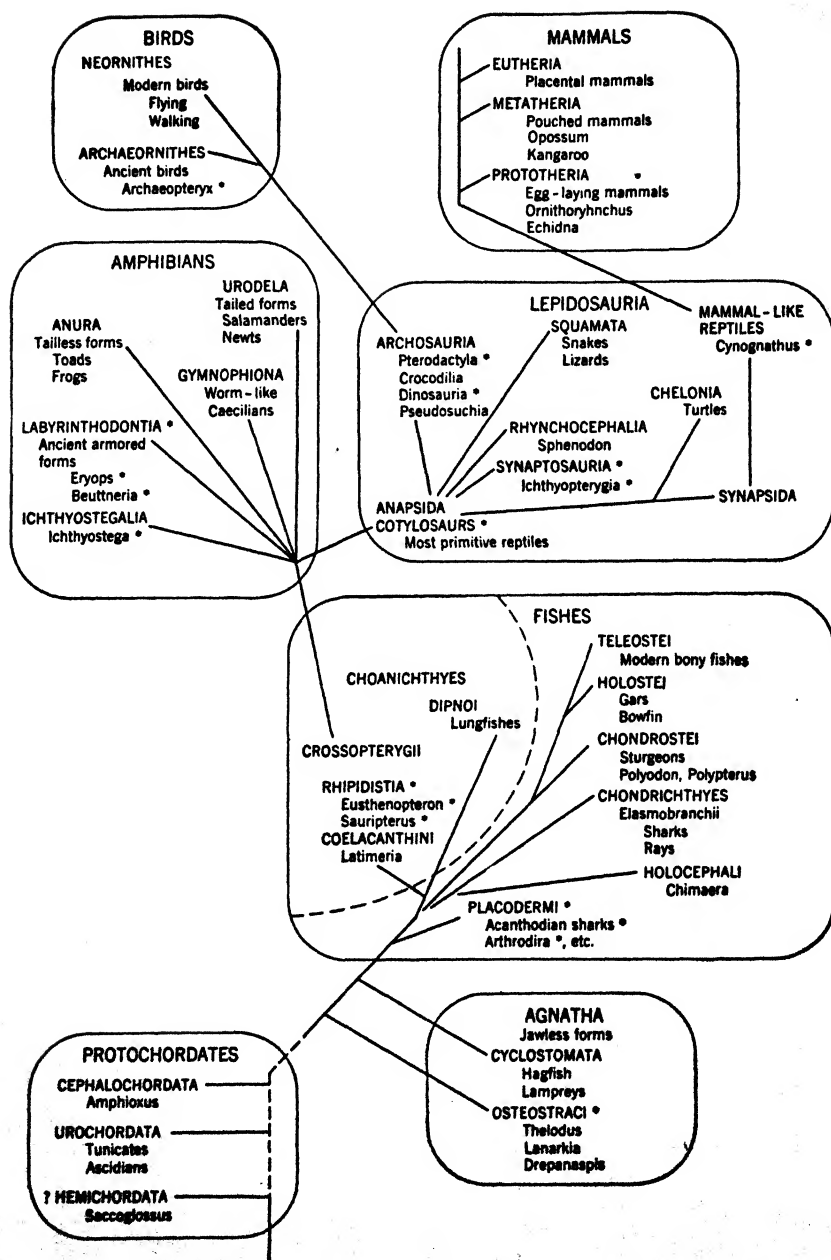 BIRDS
NEORNITHES
Modern birds
Flying
Walking
ARCHAEORNITHES
Ancient birds
Archaeopteryx *
MAMMALS
EUTHERIA
Placental mammals
METATHERIA
Pouched mammals
Opossum
Kangaroo
PROTOTHERIA *
Egg-laying mammals
Ornithoryhnchus
Echidna
AMPHIBIANS
URODELA
Tailed forms
Salamanders
Newts
ANURA
Tailless forms
Toads
Frogs
GYMNOPHIONA
Worm-like
Caecilians
LABYRINTHODONTIA *
Ancient armored
forms
Eryops *
Beuttneria *
ICHTHYOSTEGALIA
Ichthyostega *
LEPIDOSAURIA
SQUAMATA
Snakes
Lizards
MAMMAL-LIKE
REPTILES
Cynognathus *
ARCHOSAURIA
Pterodactyla *
Crocodilia
Dinosauria *
Pseudosuchia
CHELONIA
Turtles
RHYNCHOCEPHALIA
Sphenodon
SYNAPTOSAURIA *
Ichthyopterygia *
SYNAPSIDA
ANAPSIDA
COTYLOSAURS *
Most primitive reptiles
FISHES
TELEOSTEI
Modern bony fishes
CHOANICHTHYES
HOLOSTEI
Gars
Bowfin
DIPNOI
Lungfishes
CROSSOPTERYGII
CHONDROSTEI
Sturgeons
Polyodon, Polypterus
RHIPIDISTIA *
Eusthenopteron *
Sauripterus *
COELACANTHINI
Latimeria
CHONDRICHTHYES
Elasmobranchii
Sharks
Rays
HOLOCEPHALI
Chimaera
PLACODERMI *
Acanthodian sharks *
Arthrodira *, etc.
AGNATHA
Jawless forms
CYCLOSTOMATA
Hagfish
Lampreys
OSTEOSTRACI *
Thelodus
Lanarkia
Drepanaspis
PROTOCHORDATES
CEPHALOCHORDATA
Amphioxus
UROCHORDATA
Tunicates
Ascidians
? HEMICHORDATA
Saccoglossus